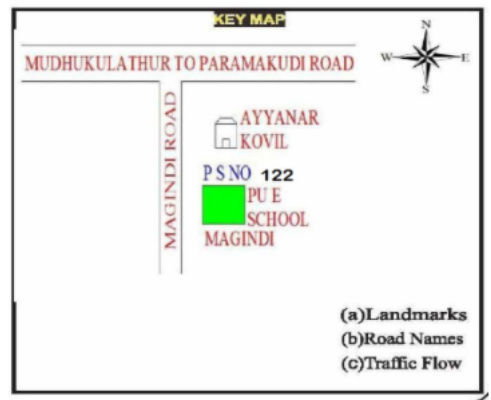 KEY MAP
N
MUDHUKULATHUR TO PARAMAKUDI ROAD
W E
S
MAGINDI ROAD
AYYANAR
KOVIL
P S NO 122
PU E
SCHOOL
MAGINDI
(a)Landmarks
(b)Road Names
(c)Traffic Flow